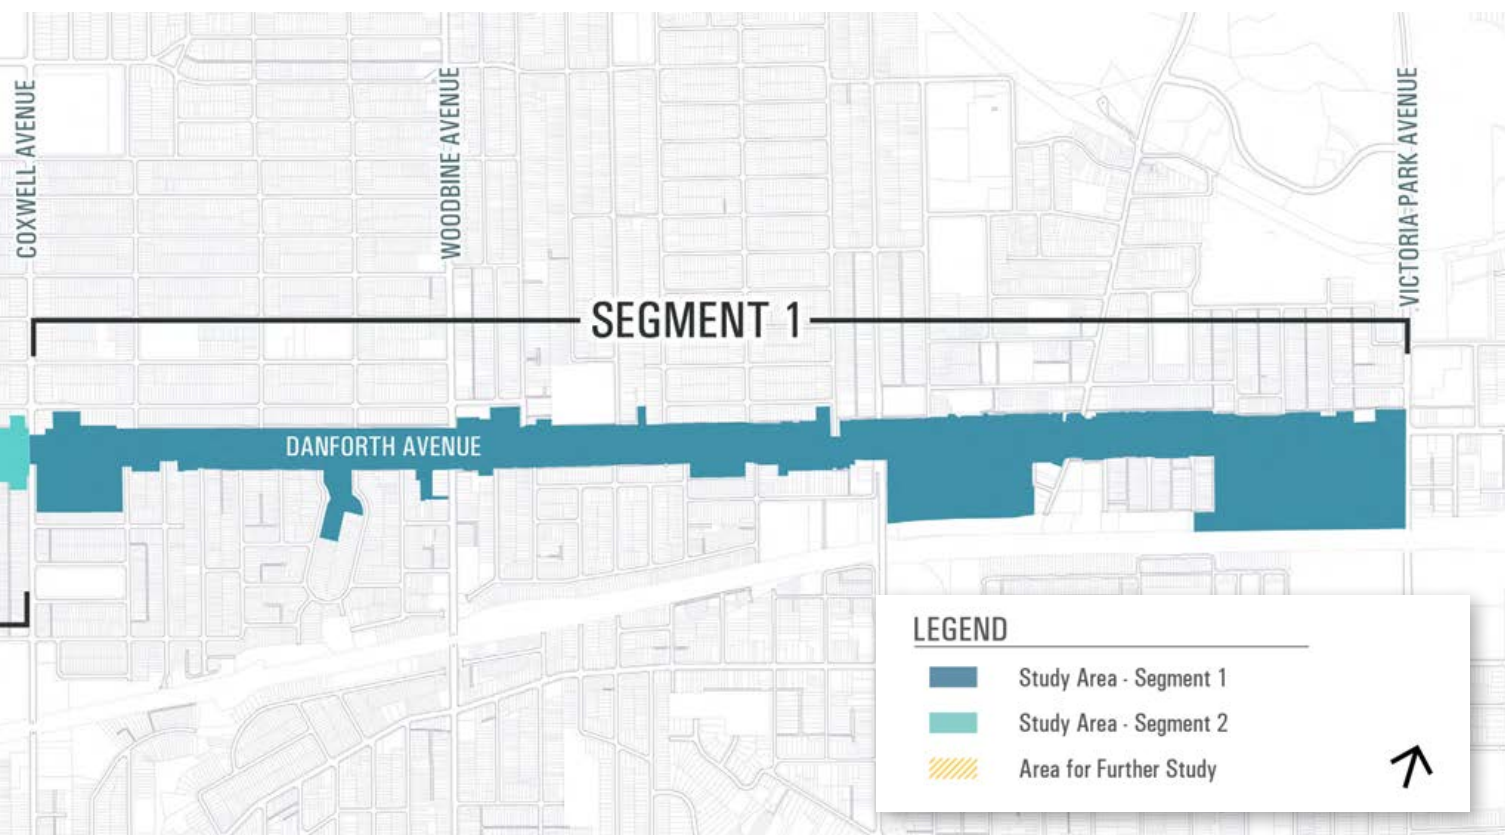 COXWELL AVENUE
WOODBINE AVENUE
VICTORIA PARK AVENUE
SEGMENT 1
DANFORTH AVENUE
LEGEND
Study Area - Segment 1
Study Area - Segment 2
Area for Further Study